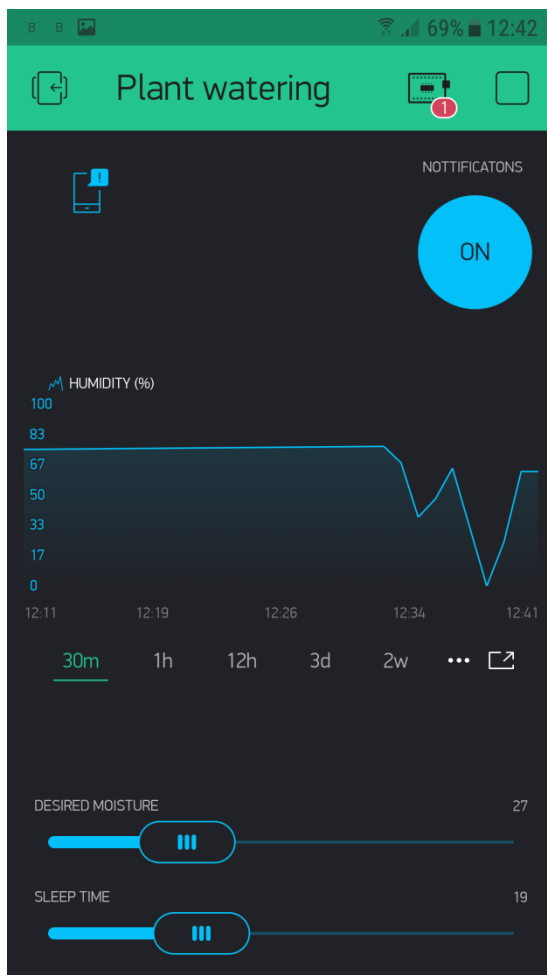 B B 69% 12:42
Plant watering
1
NOTTIFICATONS
ON
HUMIDITY (%)
100
83
67
50
33
17
0
12:11 12:19 12:26 12:34 12:41
30m 1h 12h 3d 2w •••
DESIRED MOISTURE 27
SLEEP TIME 19